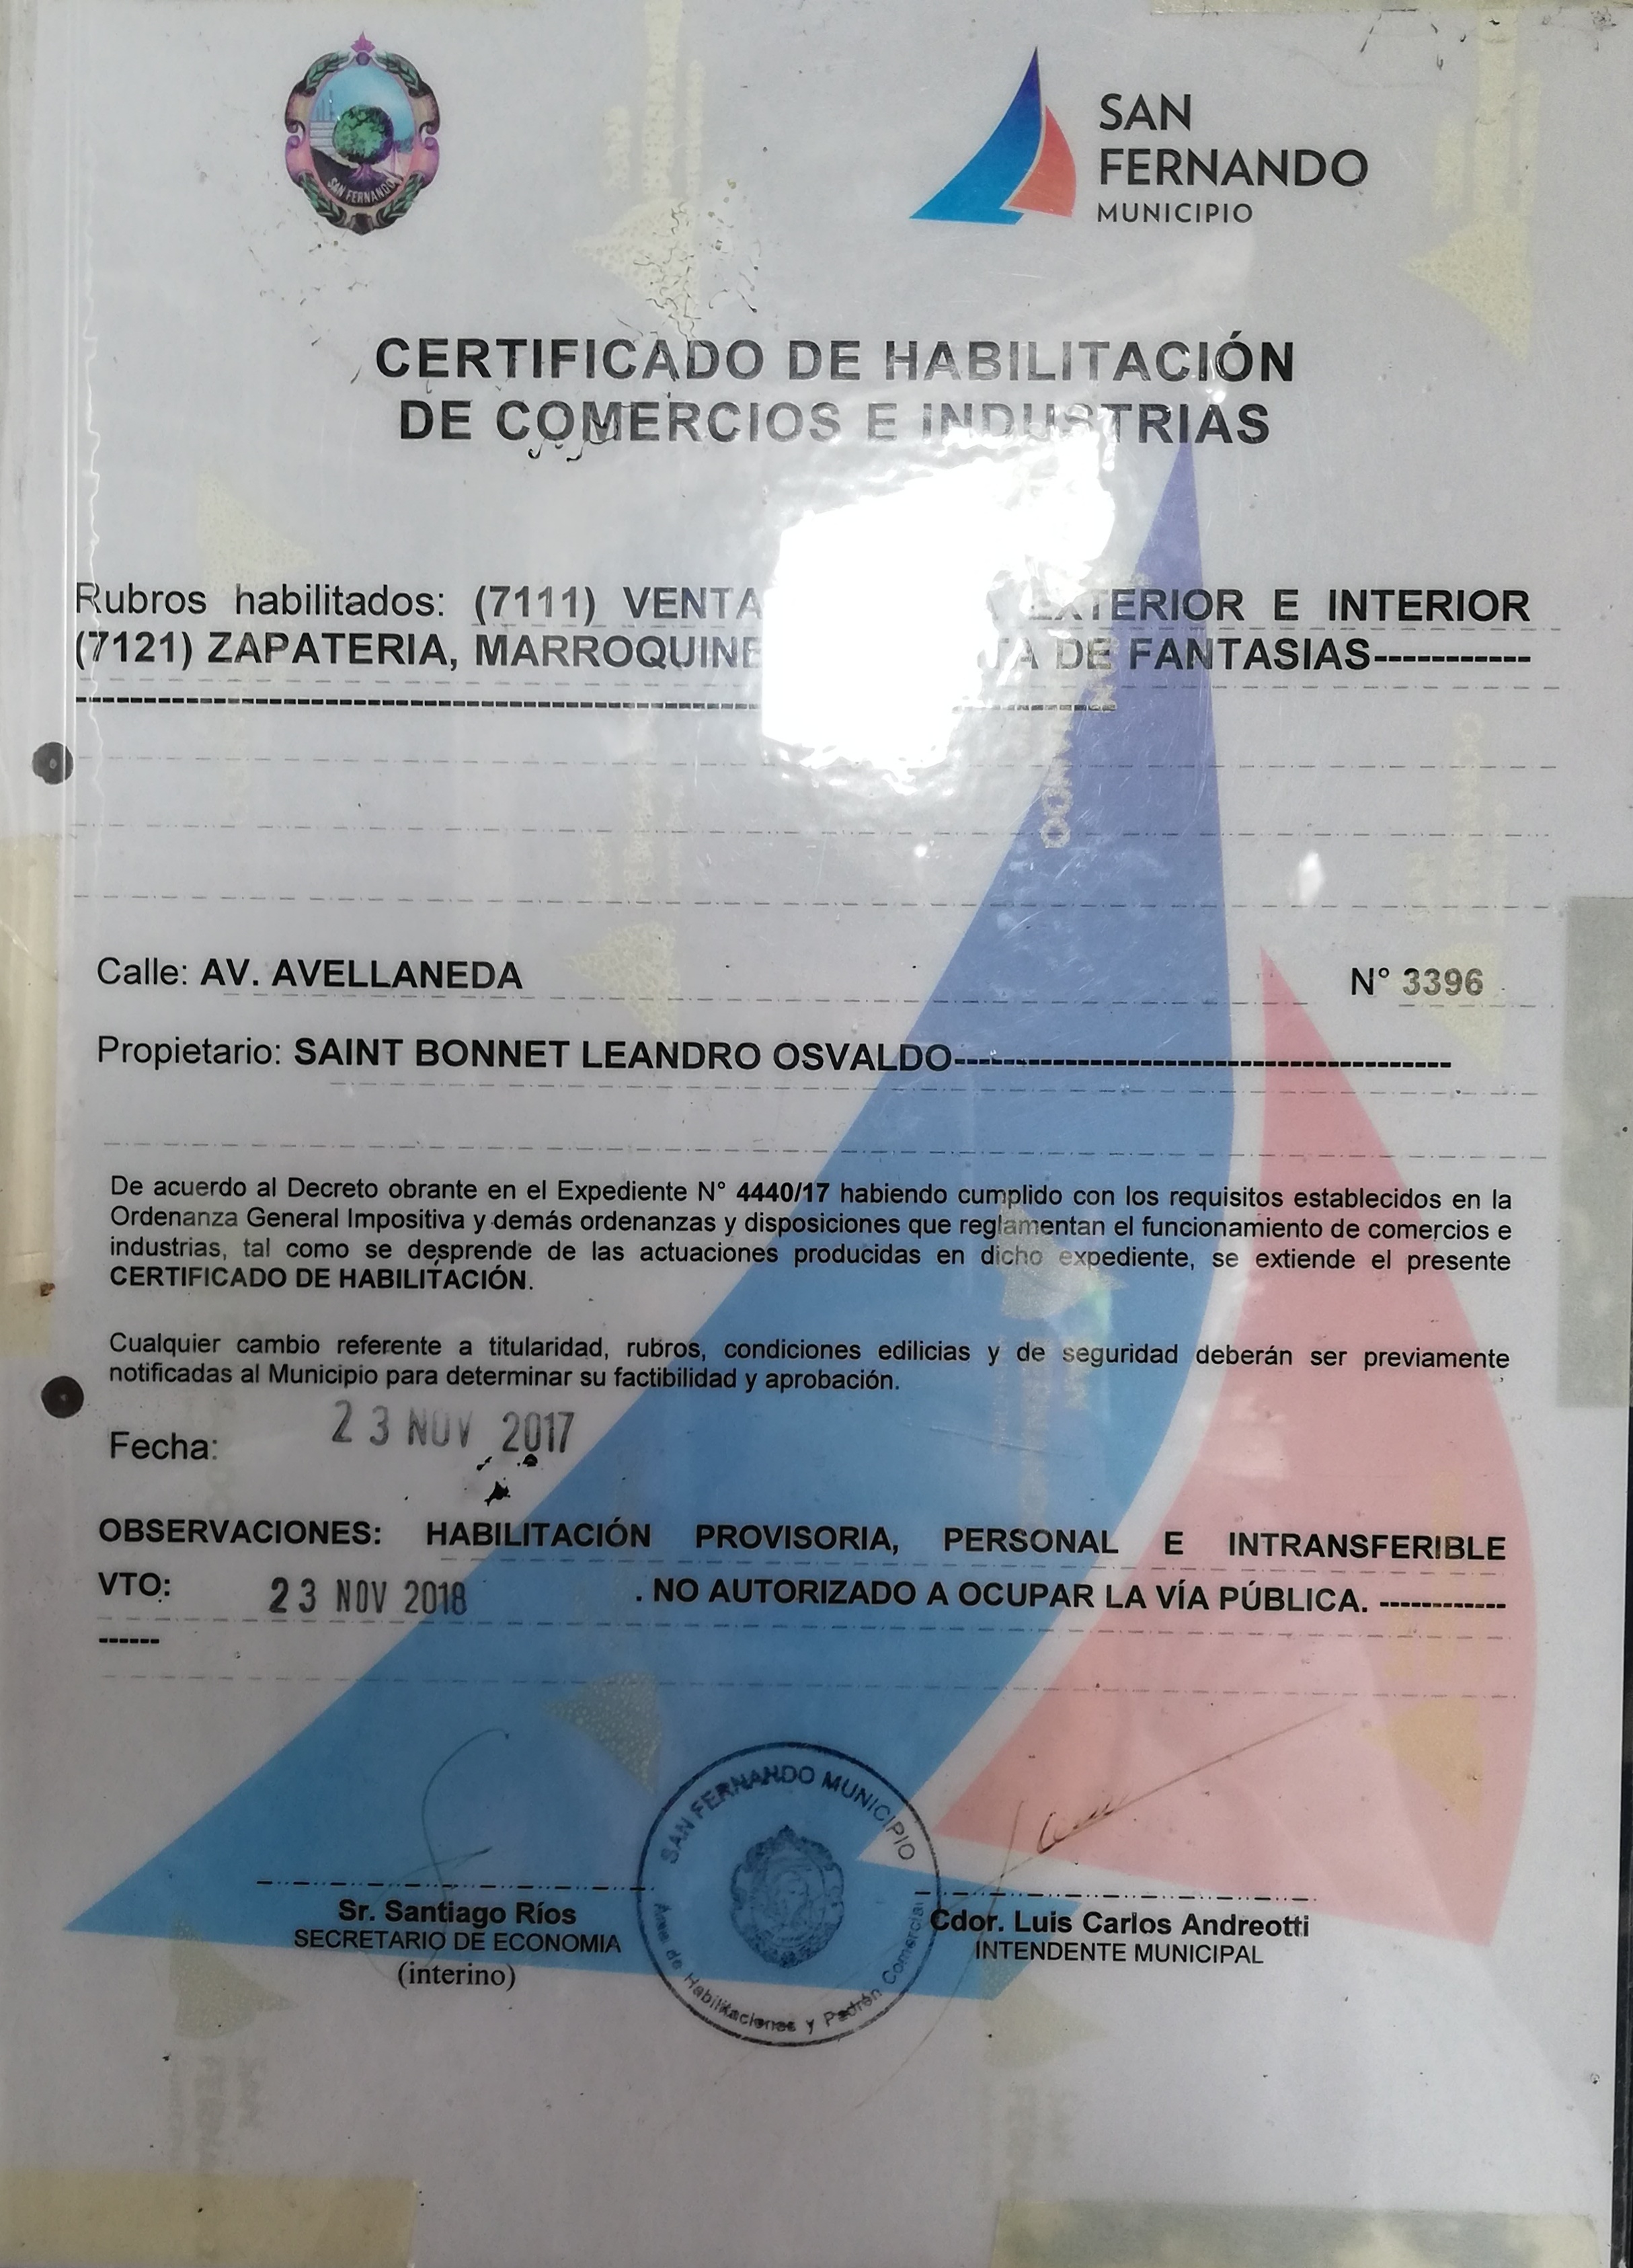 SAN FERNANDO
SAN
FERNANDO
MUNICIPIO
CERTIFICADO DE HABILITACIÓN
DE COMERCIOS E INDUSTRIAS
Rubros habilitados: (7111) VENTA EXTERIOR E INTERIOR
(7121) ZAPATERIA, DE FANTASIAS-----------
Calle: AV. AVELLANEDA N° 3396
Propietario: SAINT BONNET LEANDRO OSVALDO------------------------------------------
De acuerdo al Decreto obrante en el Expediente N° 4440/17 habiendo cumplido con los requisitos establecidos en la
Ordenanza General Impositiva y demás ordenanzas y disposiciones que reglamentan el funcionamiento de comercios e
industrias, tal como se desprende de las actuaciones producidas en dicho expediente, se extiende el presente
CERTIFICADO DE HABILITACIÓN.
Cualquier cambio referente a titularidad, rubros, condiciones edilicias y de seguridad deberán ser previamente
notificadas al Municipio para determinar su factibilidad y aprobación.
Fecha: 23 NOV 2017
OBSERVACIONES: HABILITACIÓN PROVISORIA, PERSONAL E INTRANSFERIBLE
VTO: 23 NOV 2018 . NO AUTORIZADO A OCUPAR LA VÍA PÚBLICA. ------------
------
SAN FERNANDO MUNICIPIO
Area de Habilitaciones y Padrón Comercial
Sr. Santiago Ríos
SECRETARIO DE ECONOMIA
(interino)
Cdor. Luis Carlos Andreotti
INTENDENTE MUNICIPAL